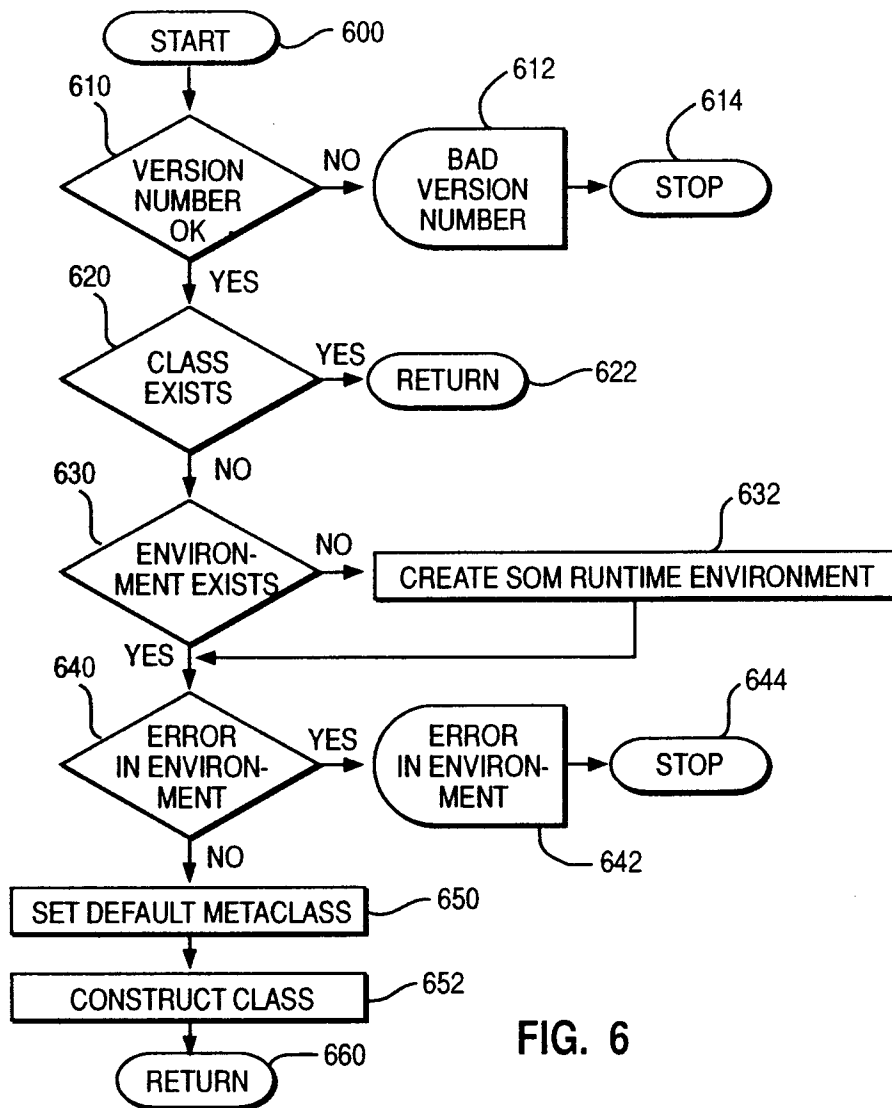 START
600
610
VERSION
NUMBER
OK
NO
612
BAD
VERSION
NUMBER
614
STOP
YES
620
CLASS
EXISTS
YES
RETURN
622
NO
630
ENVIRON-
MENT EXISTS
NO
632
CREATE SOM RUNTIME ENVIRONMENT
YES
640
ERROR
IN ENVIRON-
MENT
YES
ERROR
IN ENVIRON-
MENT
642
644
STOP
NO
SET DEFAULT METACLASS
650
CONSTRUCT CLASS
652
RETURN
660
FIG. 6